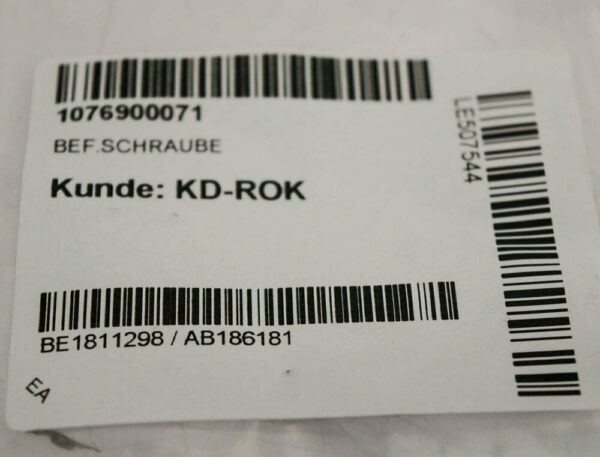 1076900071
BEF.SCHRAUBE
Kunde: KD-ROK
LE507544
BE1811298 / AB186181
EA